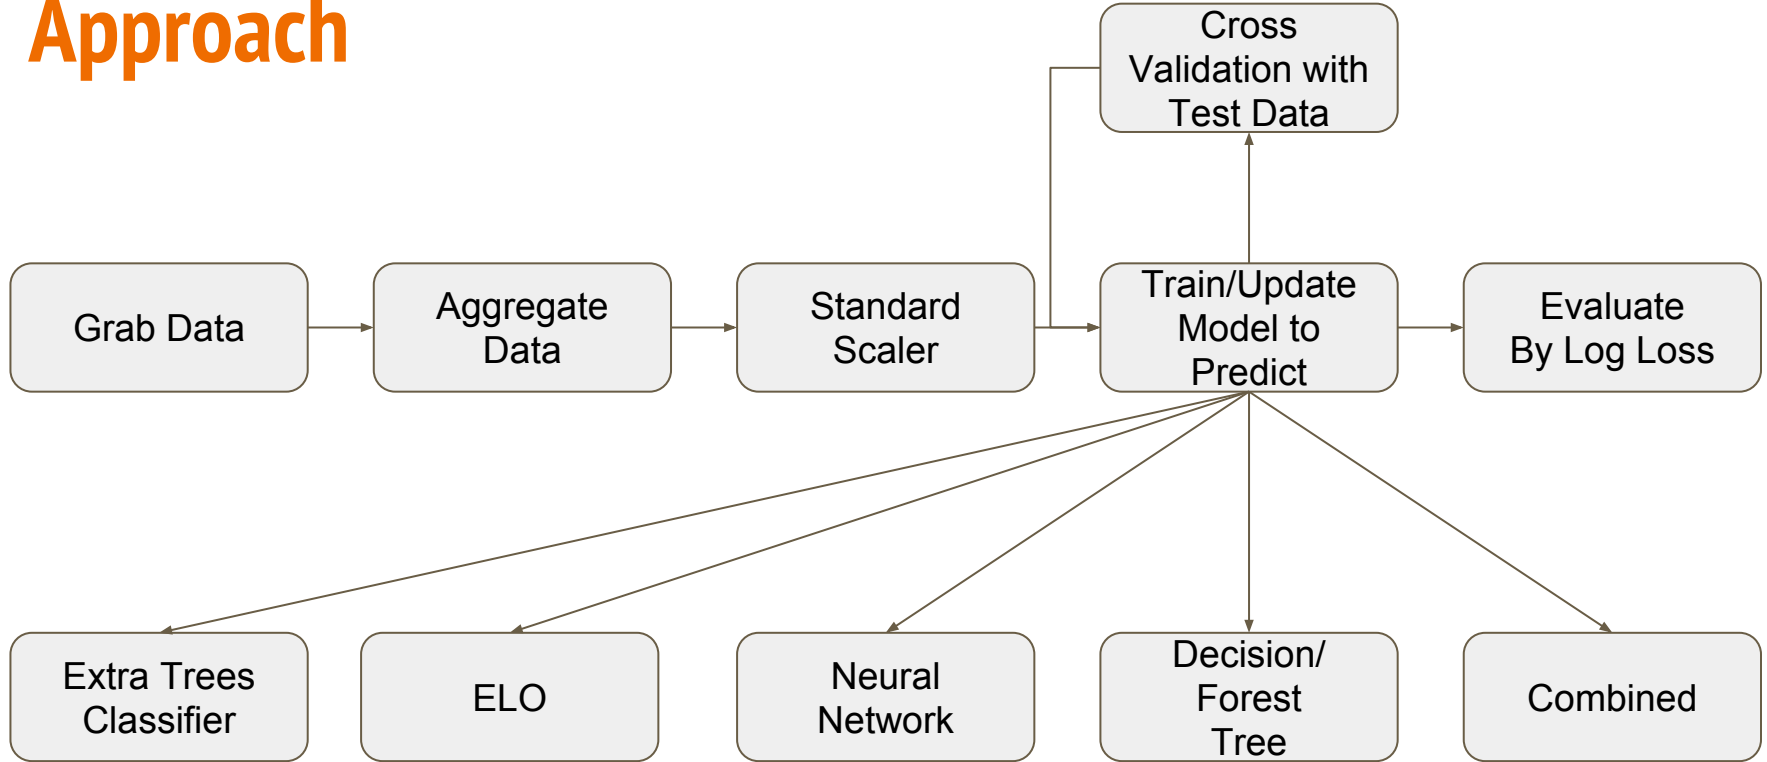 Approach
Cross
Validation with
Test Data
Grab Data
Aggregate
Data
Standard
Scaler
Train/Update
Model to
Predict
Evaluate
By Log Loss
Extra Trees
Classifier
ELO
Neural
Network
Decision/
Forest
Tree
Combined